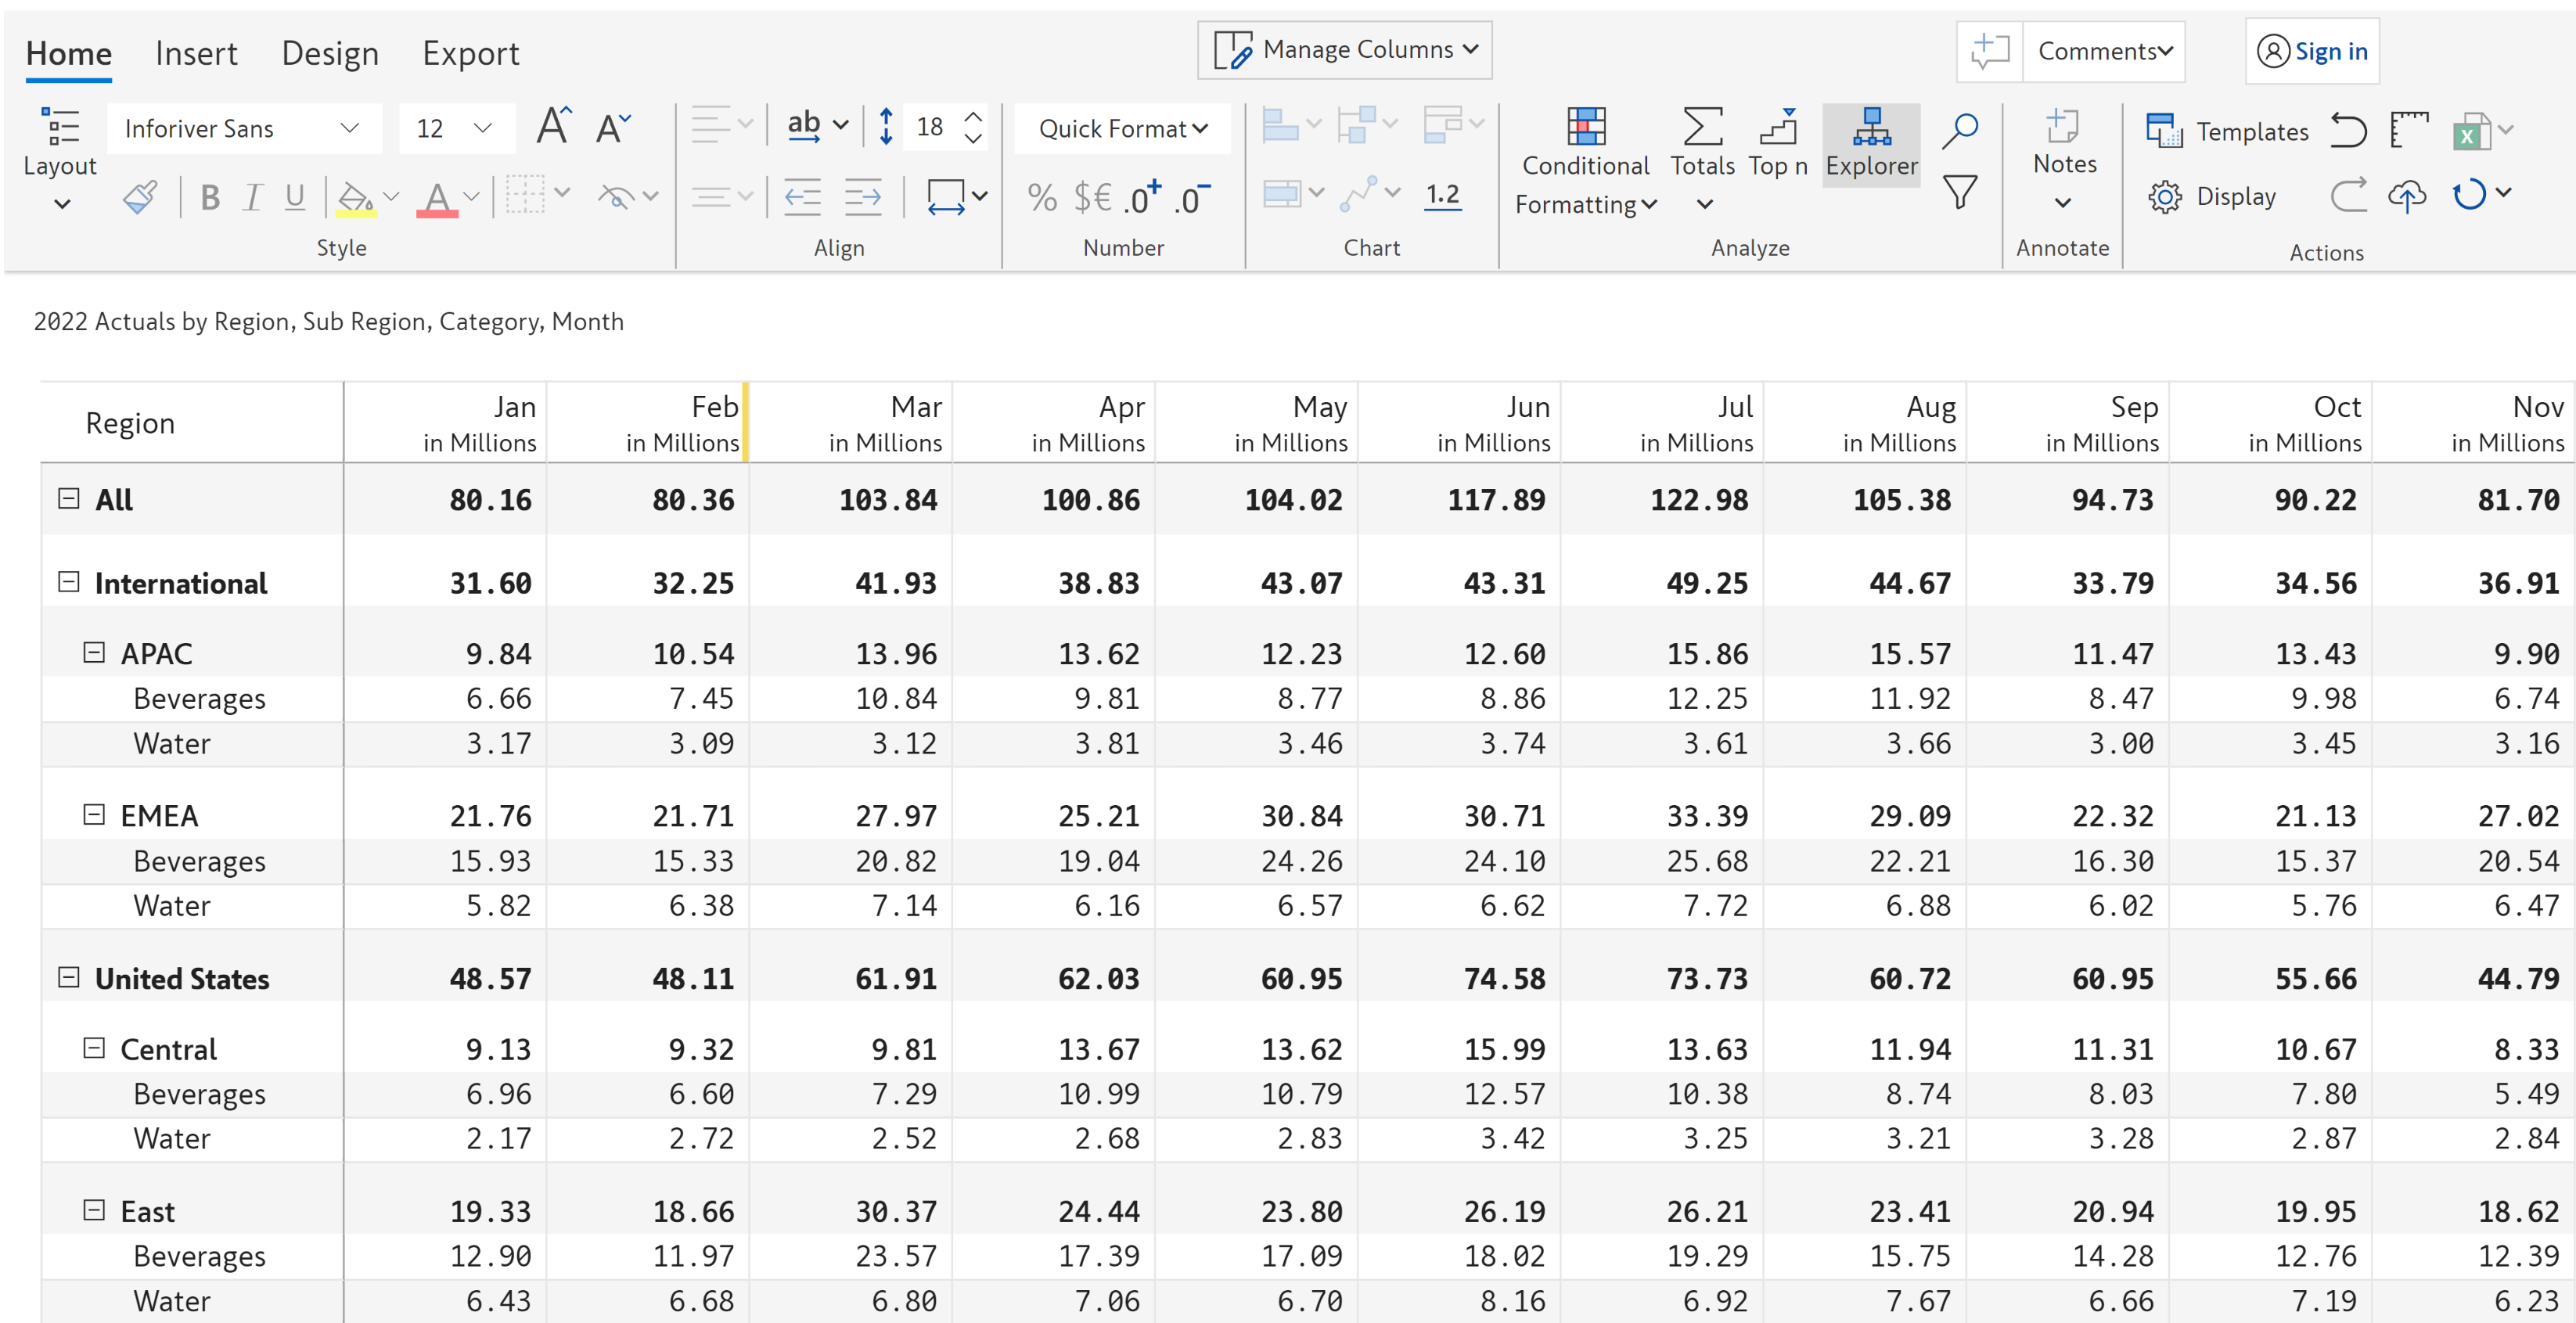 Home Insert Design Export Manage Columns Comments Sign in
Layout Inforiver Sans 12 A A ab 18 Quick Format Conditional Formatting Totals Top n Explorer Notes Templates
B I U A % $€ .0+ .0- 1.2 Display
Style Align Number Chart Analyze Annotate Actions
2022 Actuals by Region, Sub Region, Category, Month
Region Jan Feb Mar Apr May Jun Jul Aug Sep Oct Nov
in Millions in Millions in Millions in Millions in Millions in Millions in Millions in Millions in Millions in Millions in Millions
All 80.16 80.36 103.84 100.86 104.02 117.89 122.98 105.38 94.73 90.22 81.70
International 31.60 32.25 41.93 38.83 43.07 43.31 49.25 44.67 33.79 34.56 36.91
APAC 9.84 10.54 13.96 13.62 12.23 12.60 15.86 15.57 11.47 13.43 9.90
Beverages 6.66 7.45 10.84 9.81 8.77 8.86 12.25 11.92 8.47 9.98 6.74
Water 3.17 3.09 3.12 3.81 3.46 3.74 3.61 3.66 3.00 3.45 3.16
EMEA 21.76 21.71 27.97 25.21 30.84 30.71 33.39 29.09 22.32 21.13 27.02
Beverages 15.93 15.33 20.82 19.04 24.26 24.10 25.68 22.21 16.30 15.37 20.54
Water 5.82 6.38 7.14 6.16 6.57 6.62 7.72 6.88 6.02 5.76 6.47
United States 48.57 48.11 61.91 62.03 60.95 74.58 73.73 60.72 60.95 55.66 44.79
Central 9.13 9.32 9.81 13.67 13.62 15.99 13.63 11.94 11.31 10.67 8.33
Beverages 6.96 6.60 7.29 10.99 10.79 12.57 10.38 8.74 8.03 7.80 5.49
Water 2.17 2.72 2.52 2.68 2.83 3.42 3.25 3.21 3.28 2.87 2.84
East 19.33 18.66 30.37 24.44 23.80 26.19 26.21 23.41 20.94 19.95 18.62
Beverages 12.90 11.97 23.57 17.39 17.09 18.02 19.29 15.75 14.28 12.76 12.39
Water 6.43 6.68 6.80 7.06 6.70 8.16 6.92 7.67 6.66 7.19 6.23